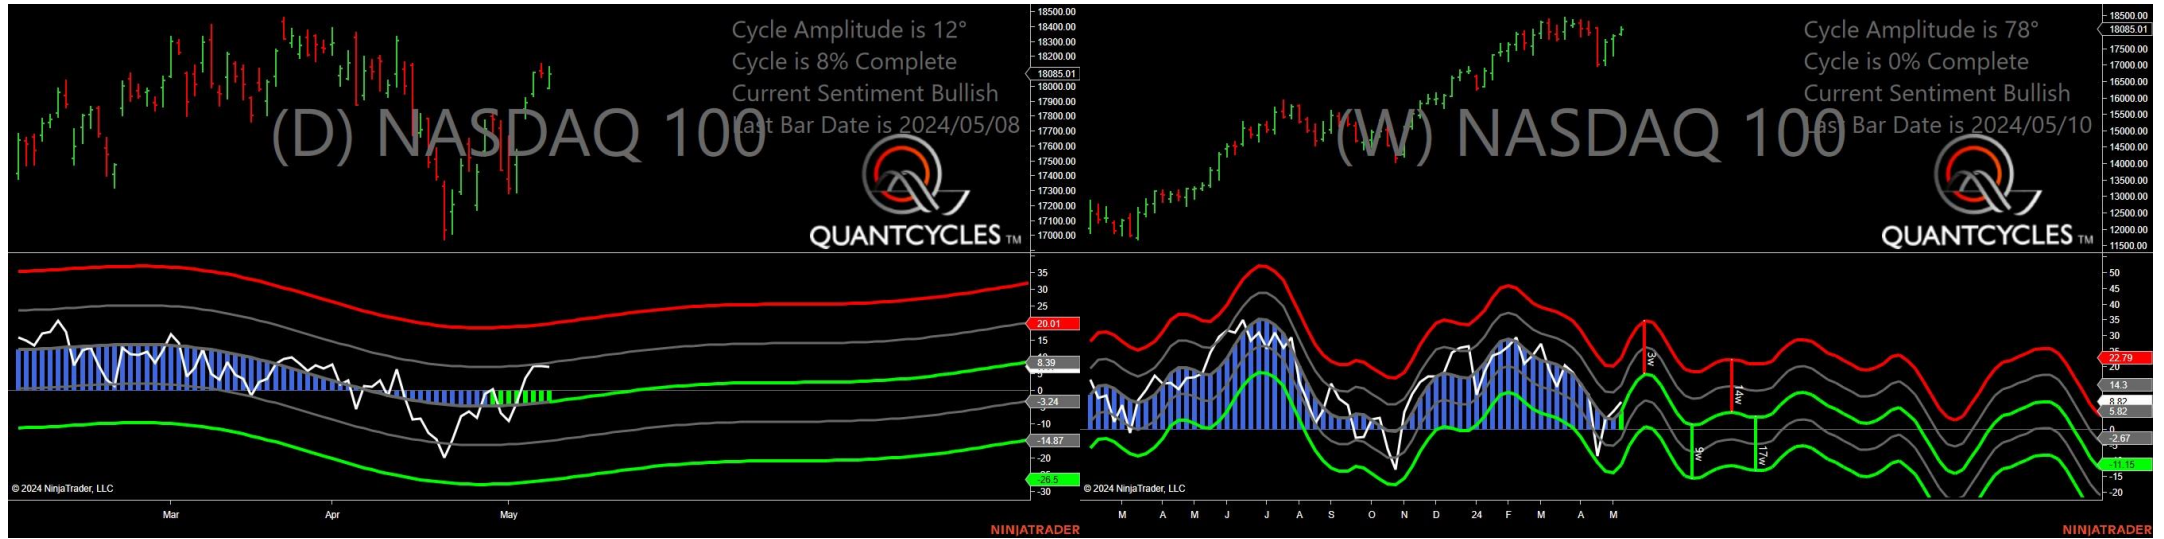 Cycle Amplitude is 12°
Cycle is 8% Complete
Current Sentiment Bullish
Last Bar Date is 2024/05/08
(D) NASDAQ 100
QUANTCYCLES TM
18500.00
18400.00
18300.00
18200.00
18085.01
18000.00
17900.00
17800.00
17700.00
17600.00
17500.00
17400.00
17300.00
17200.00
17100.00
17000.00
35
30
25
20.01
15
8.39
5
0
-3.24
-10
-14.87
-20
-26.5
-30
© 2024 NinjaTrader, LLC
Mar
Apr
May
NINJATRADER
Cycle Amplitude is 78°
Cycle is 0% Complete
Current Sentiment Bullish
Last Bar Date is 2024/05/10
(W) NASDAQ 100
QUANTCYCLES TM
18500.00
18085.01
17500.00
17000.00
16500.00
16000.00
15500.00
15000.00
14500.00
14000.00
13500.00
13000.00
12500.00
12000.00
11500.00
3w
9w
14w
17w
50
45
40
35
30
22.79
20
14.3
8.82
5.82
0
-2.67
-11.15
-15
-20
© 2024 NinjaTrader, LLC
M
A
M
J
J
A
S
O
N
D
24
F
M
A
M
NINJATRADER